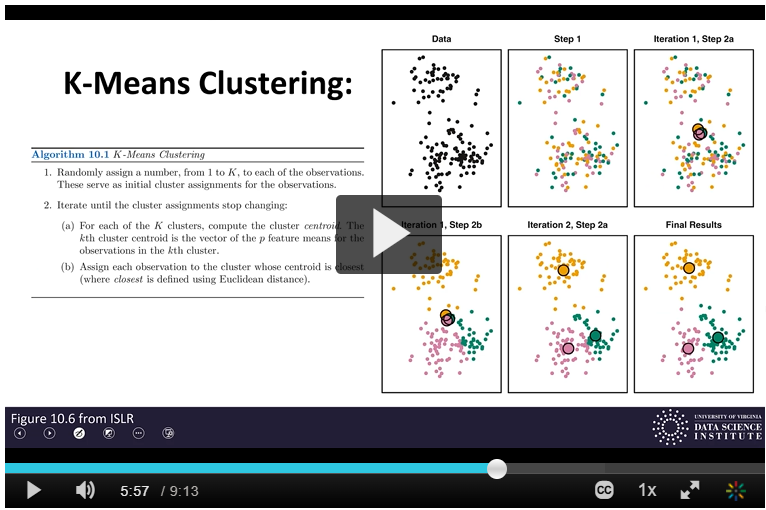 K-Means Clustering:
Algorithm 10.1 K-Means Clustering
1. Randomly assign a number, from 1 to K, to each of the observations.
These serve as initial cluster assignments for the observations.
2. Iterate until the cluster assignments stop changing:
(a) For each of the K clusters, compute the cluster centroid. The
kth cluster centroid is the vector of the p feature means for the
observations in the kth cluster.
(b) Assign each observation to the cluster whose centroid is closest
(where closest is defined using Euclidean distance).
Data
Step 1
Iteration 1, Step 2a
Iteration 1, Step 2b
Iteration 2, Step 2a
Final Results
Figure 10.6 from ISLR
UNIVERSITY OF VIRGINIA
DATA SCIENCE
INSTITUTE
5:57 / 9:13
CC
1x